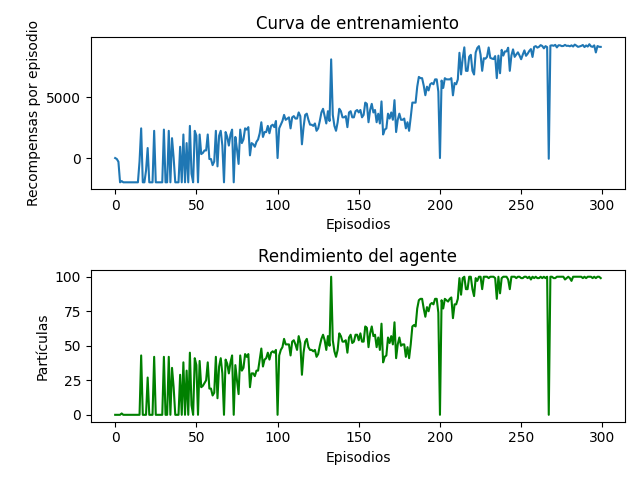 Curva de entrenamiento
Recompensas por episodio
5000
0
0 50 100 150 200 250 300
Episodios
Rendimiento del agente
Partículas
100
75
50
25
0
0 50 100 150 200 250 300
Episodios